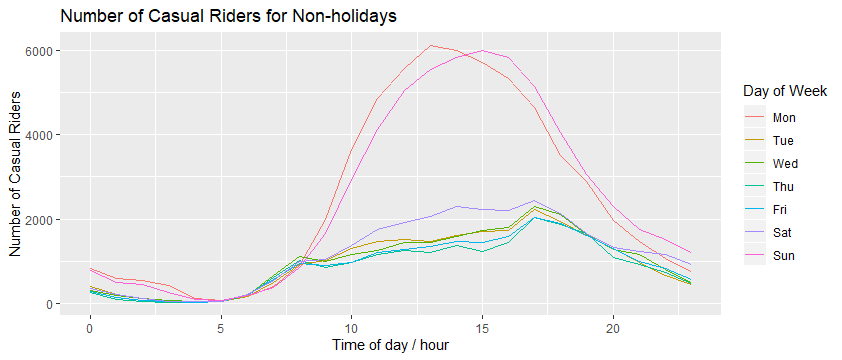 Number of Casual Riders for Non-holidays
Number of Casual Riders
6000
4000
2000
0
0
5
10
15
20
Time of day / hour
Day of Week
Mon
Tue
Wed
Thu
Fri
Sat
Sun